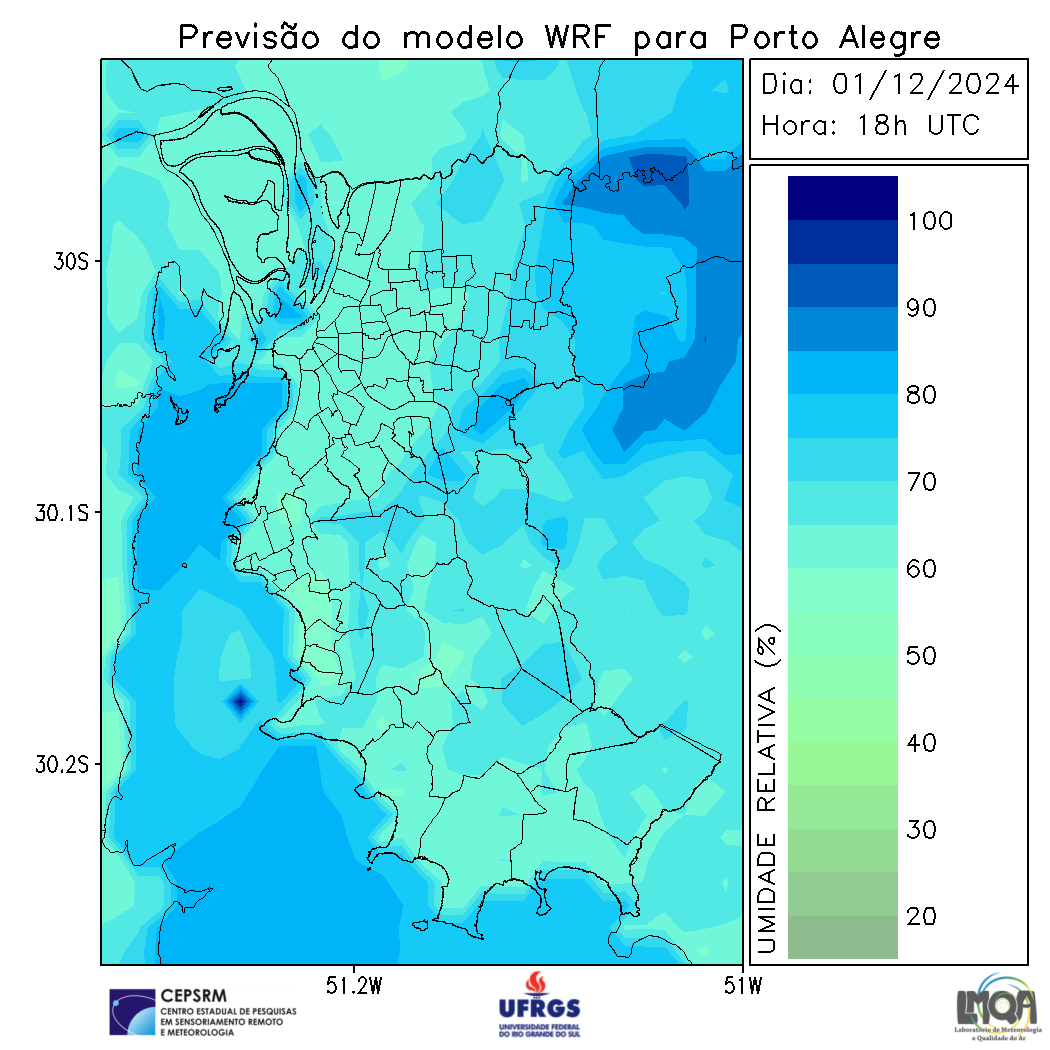 Previsão do modelo WRF para Porto Alegre
Dia: 01/12/2024
Hora: 18h UTC
30S
30.1S
30.2S
51.2W
51W
UMIDADE RELATIVA (%)
100
90
80
70
60
50
40
30
20
CEPSRM
CENTRO ESTADUAL DE PESQUISAS
EM SENSORIAMENTO REMOTO
E METEOROLOGIA
UFRGS
UNIVERSIDADE FEDERAL
DO RIO GRANDE DO SUL
LMQA
Laboratório de Meteorologia
e Qualidade do Ar